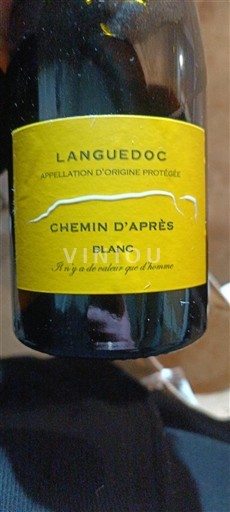 LANGUEDOC
APPELLATION D'ORIGINE PROTÉGÉE
CHEMIN D'APRÈS
BLANC
VINIOU
Il n'y a de valeur que d'homme